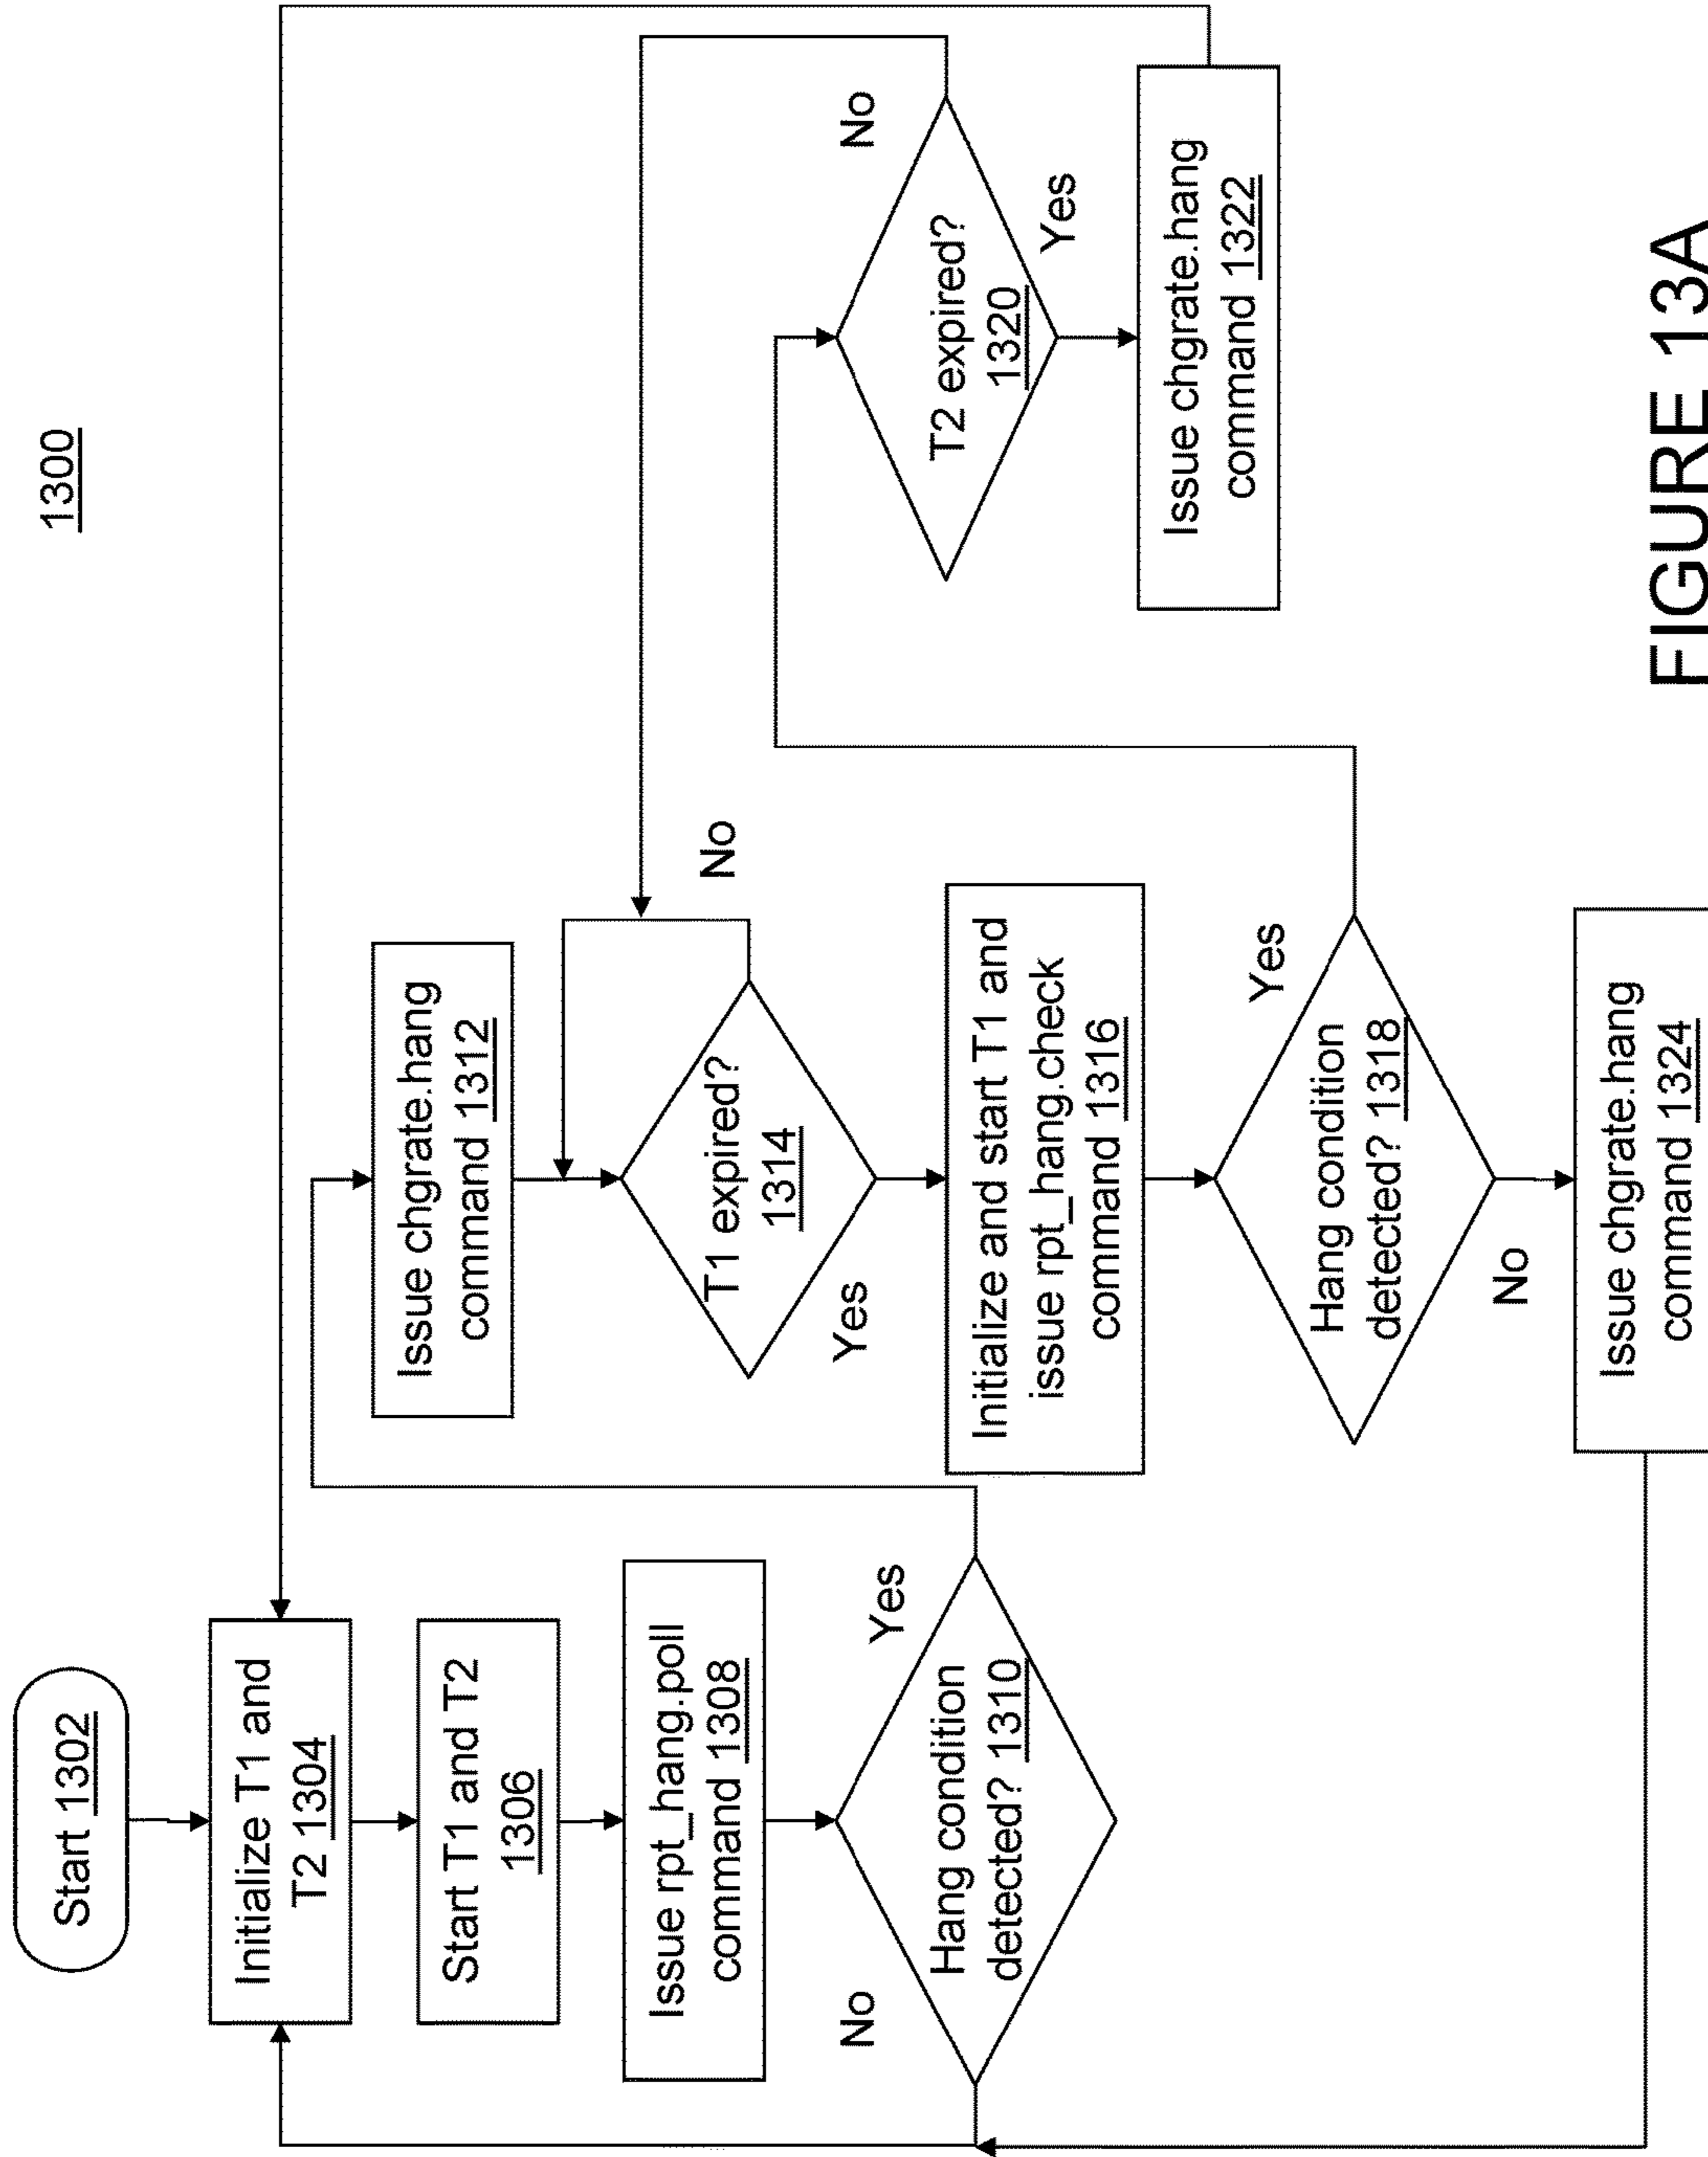 1300
Start 1302
Initialize T1 and
T2 1304
Start T1 and T2
1306
Issue rpt_hang.poll
command 1308
Hang condition
detected? 1310
No
Yes
Issue chgrate.hang
command 1312
T1 expired?
1314
No
Yes
Initialize and start T1 and
issue rpt_hang.check
command 1316
Hang condition
detected? 1318
Yes
No
T2 expired?
1320
No
Yes
Issue chgrate.hang
command 1322
Issue chgrate.hang
command 1324
FIGURE 13A